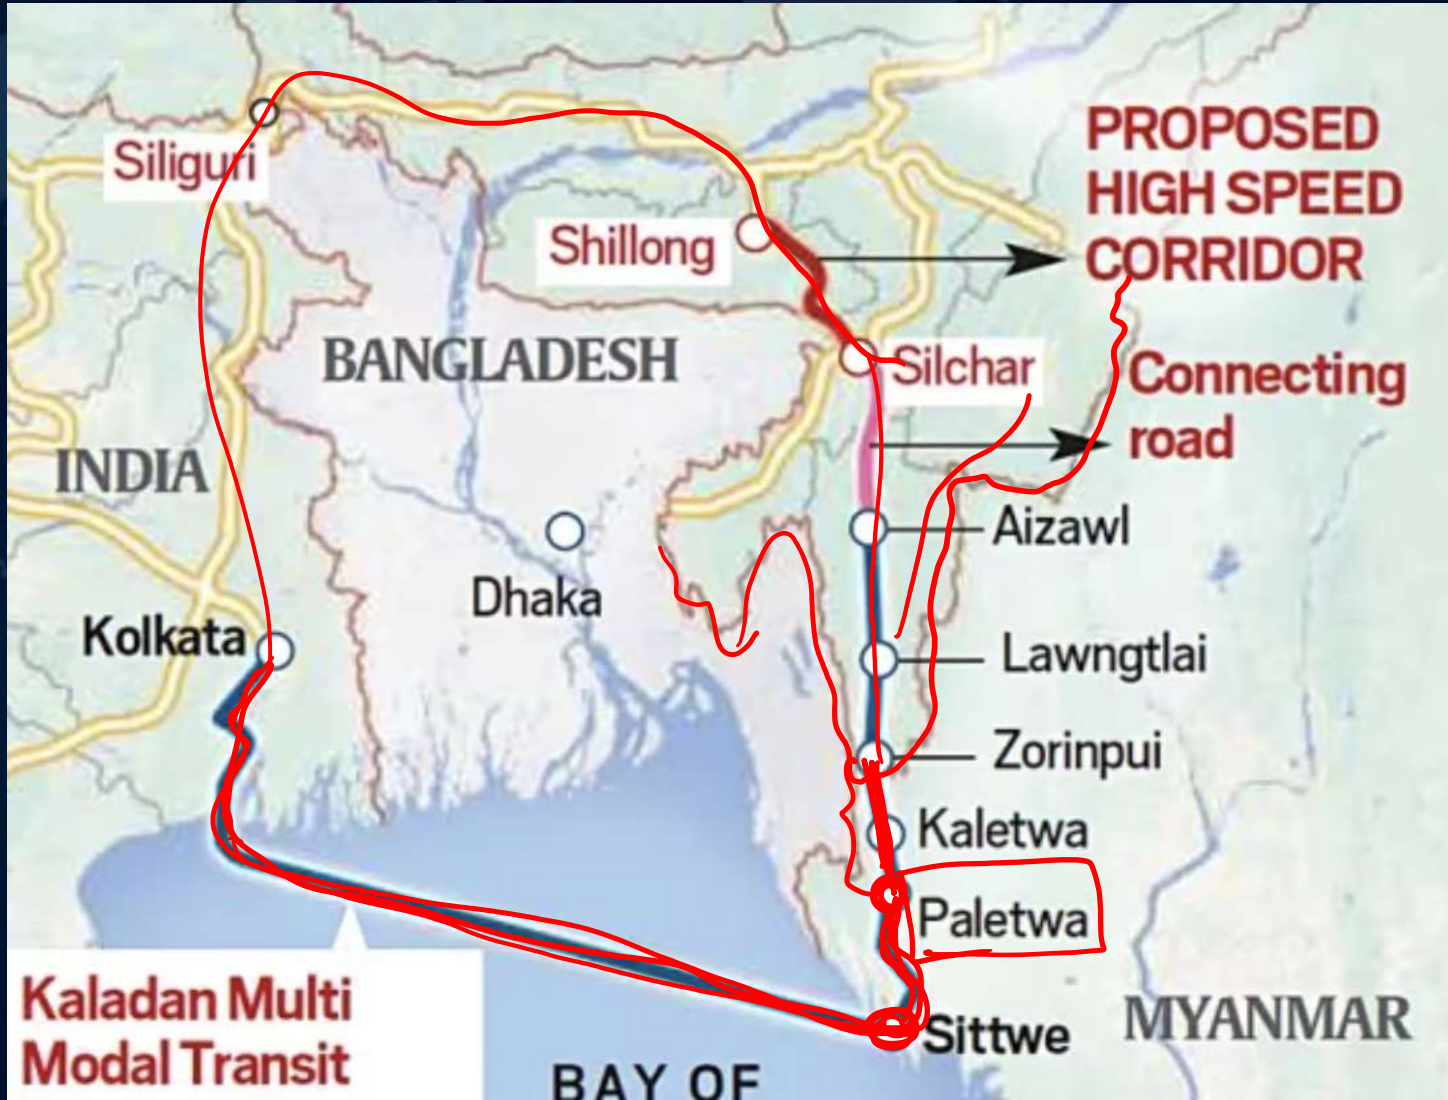 Siliguri
PROPOSED
HIGH SPEED
CORRIDOR
Shillong
BANGLADESH
Silchar
Connecting
road
INDIA
Aizawl
Dhaka
Kolkata
Lawngtlai
Zorinpui
Kaletwa
Paletwa
Kaladan Multi
Modal Transit
MYANMAR
Sittwe
BAY OF